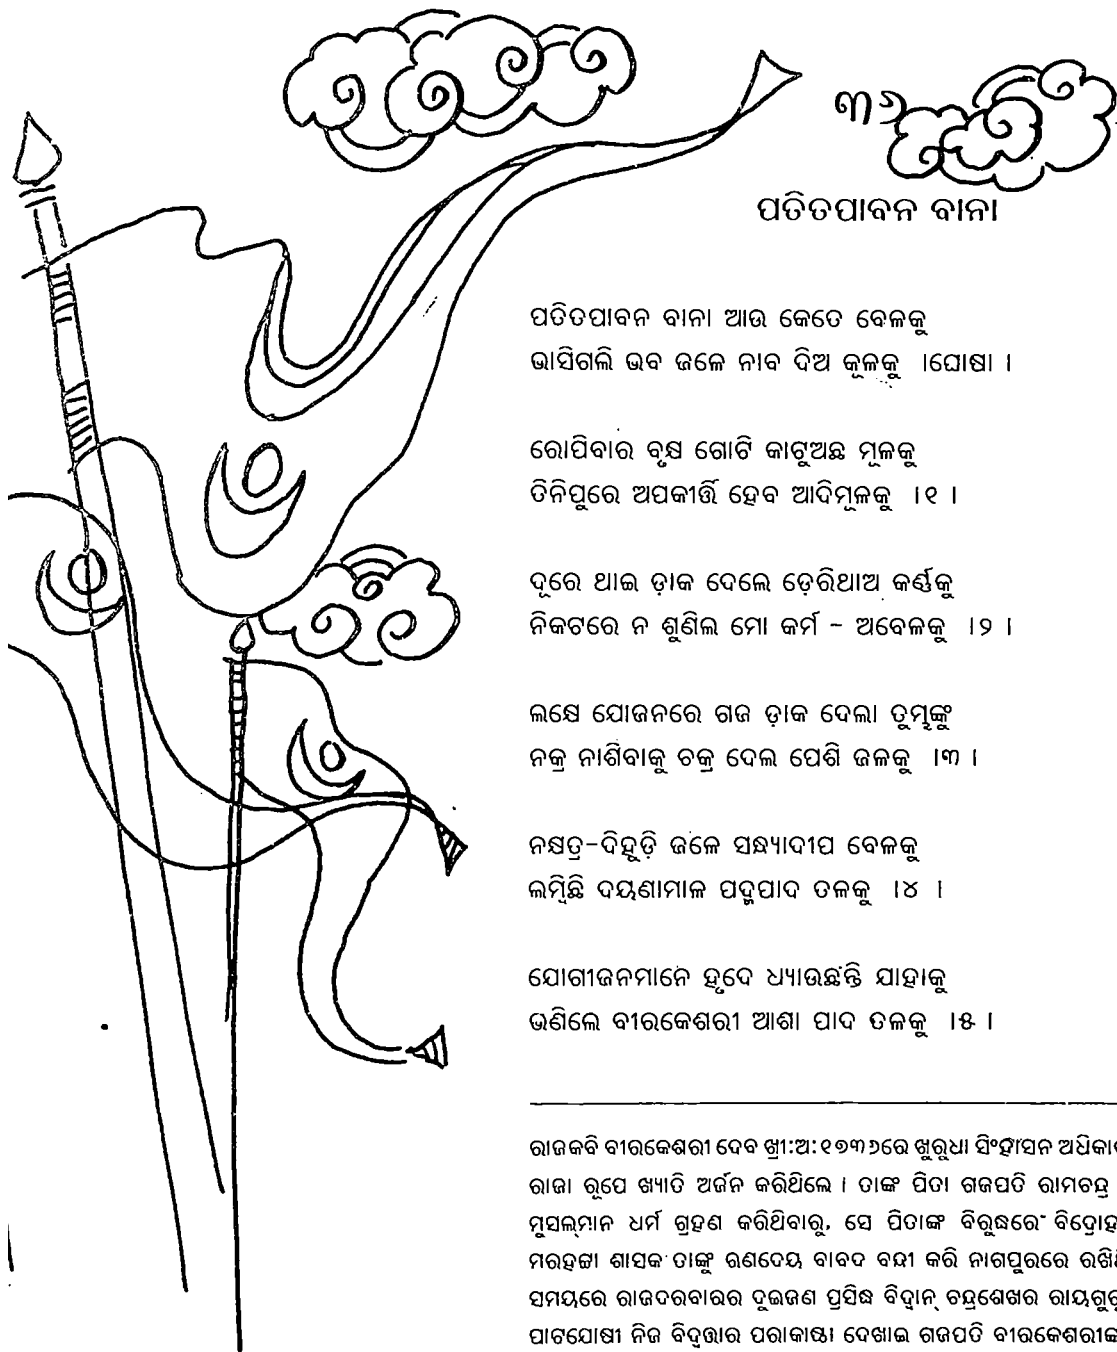 ୩୬
ପତିତପାବନ ବାନା
ପତିତପାବନ ବାନା ଆଉ କେତେ ବେଳକୁ
ଭାସିଗଲି ଭବ ଜଳେ ନାବ ଦିଅ କୂଳକୁ ।ଘୋଷା ।
ରୋପିବାର ବୃକ୍ଷ ଗୋଟି କାଟୁଅଛ ମୂଳକୁ
ତିନିପୁରେ ଅପକୀର୍ତ୍ତି ହେବ ଆଦିମୂଳକୁ ।୧ ।
ଦୂରେ ଥାଇ ଡ଼ାକ ଦେଲେ ଡ଼େରିଥାଅ କର୍ଣ୍ଣକୁ
ନିକଟରେ ନ ଶୁଣିଲ ମୋ କର୍ମ - ଅବେଳକୁ ।୨ ।
ଲକ୍ଷେ ଯୋଜନରେ ଗଜ ଡ଼ାକ ଦେଲା ତୁମ୍ଭଙ୍କୁ
ନକ୍ର ନାଶିବାକୁ ଚକ୍ର ଦେଲ ପେଶି ଜଳକୁ ।୩ ।
ନକ୍ଷତ୍ର-ଦିହୁଡ଼ି ଜଳେ ସନ୍ଧ୍ୟାଦୀପ ବେଳକୁ
ଲମ୍ବିଛି ଦୟଣାମାଳ ପଦ୍ମପାଦ ତଳକୁ ।୪ ।
ଯୋଗୀଜନମାନେ ହୃଦେ ଧ୍ୟାଉଛନ୍ତି ଯାହାକୁ
ଭଣିଲେ ବୀରକେଶରୀ ଆଶା ପାଦ ତଳକୁ ।୫ ।
ରାଜକବି ବୀରକେଶରୀ ଦେବ ଖ୍ରୀ:ଅ:୧୭୩୬ରେ ଖୁରୁଧା ସିଂହାସନ ଅଧିକା
ରାଜା ରୂପେ ଖ୍ୟାତି ଅର୍ଜନ କରିଥିଲେ । ତାଙ୍କ ପିତା ଗଜପତି ରାମଚନ୍ଦ୍ର
ମୁସଲ୍‌ମାନ ଧର୍ମ ଗ୍ରହଣ କରିଥିବାରୁ, ସେ ପିତାଙ୍କ ବିରୁଦ୍ଧରେ ବିଦ୍ରୋହ
ମରହଟ୍ଟା ଶାସକ ତାଙ୍କୁ ଋଣଦେୟ ବାବଦ ବନ୍ଦୀ କରି ନାଗପୁରରେ ରଖି
ସମୟରେ ରାଜଦରବାରର ଦୁଇଜଣ ପ୍ରସିଦ୍ଧ ବିଦ୍ୱାନ୍ ଚନ୍ଦ୍ରଶେଖର ରାୟଗୁରୁ
ପାଟଯୋଷୀ ନିଜ ବିଦ୍ୱତ୍ତାର ପରାକାଷ୍ଠା ଦେଖାଇ ଗଜପତି ବୀରକେଶରୀଙ୍କ